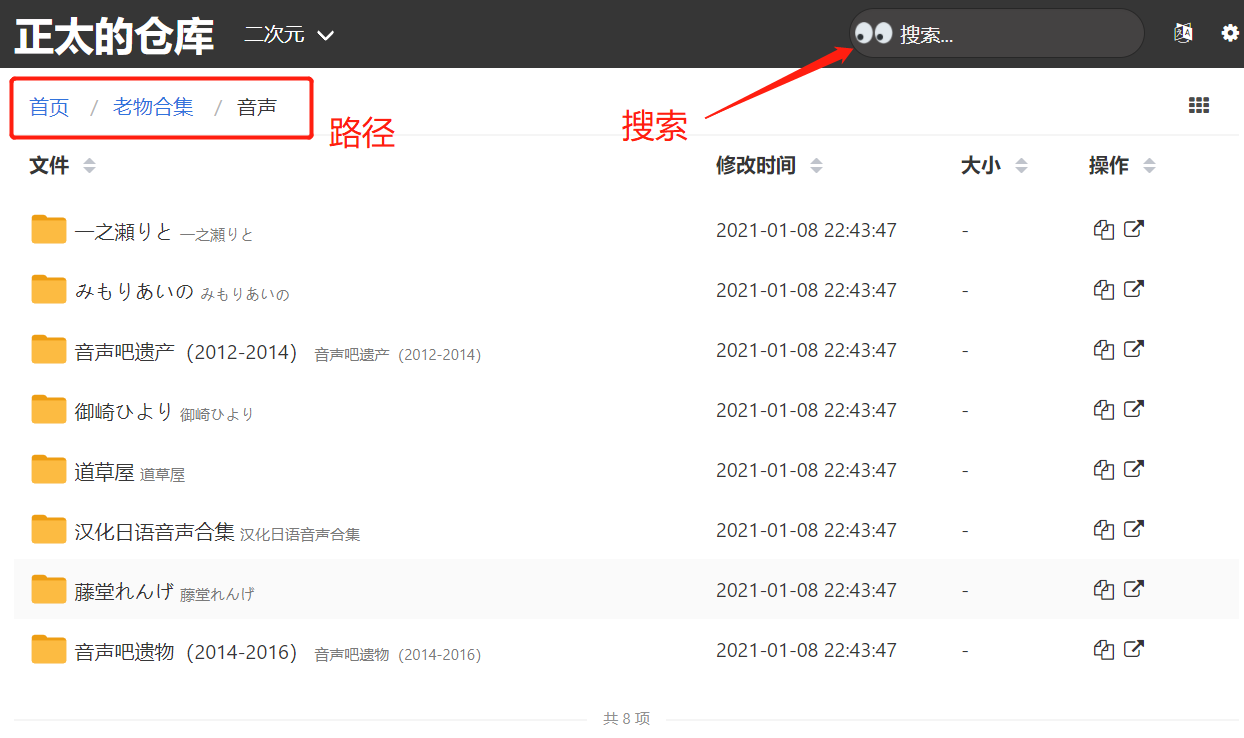 正太的仓库 二次元 搜索...
首页 / 老物合集 / 音声 路径 搜索
文件 修改时间 大小 操作
一之瀬りと 一之瀬りと 2021-01-08 22:43:47 -
みもりあいの みもりあいの 2021-01-08 22:43:47 -
音声吧遗产（2012-2014） 音声吧遗产（2012-2014） 2021-01-08 22:43:47 -
御崎ひより 御崎ひより 2021-01-08 22:43:47 -
道草屋 道草屋 2021-01-08 22:43:47 -
汉化日语音声合集 汉化日语音声合集 2021-01-08 22:43:47 -
藤堂れんげ 藤堂れんげ 2021-01-08 22:43:47 -
音声吧遗物（2014-2016） 音声吧遗物（2014-2016） 2021-01-08 22:43:47 -
共 8 项